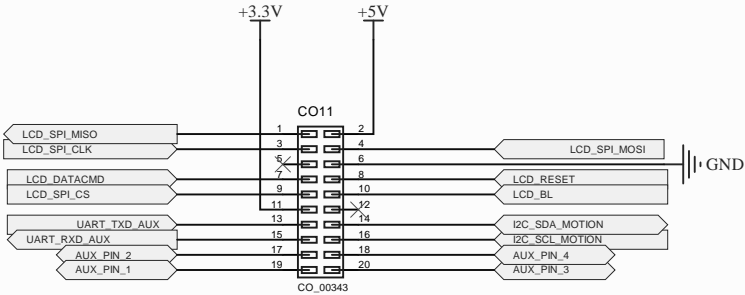 +3.3V +5V
CO11
LCD_SPI_MISO 1 2
LCD_SPI_CLK 3 4 LCD_SPI_MOSI
5 6 GND
LCD_DATACMD 7 8 LCD_RESET
LCD_SPI_CS 9 10 LCD_BL
11 12
UART_TXD_AUX 13 14 I2C_SDA_MOTION
UART_RXD_AUX 15 16 I2C_SCL_MOTION
AUX_PIN_2 17 18 AUX_PIN_4
AUX_PIN_1 19 20 AUX_PIN_3
CO_00343